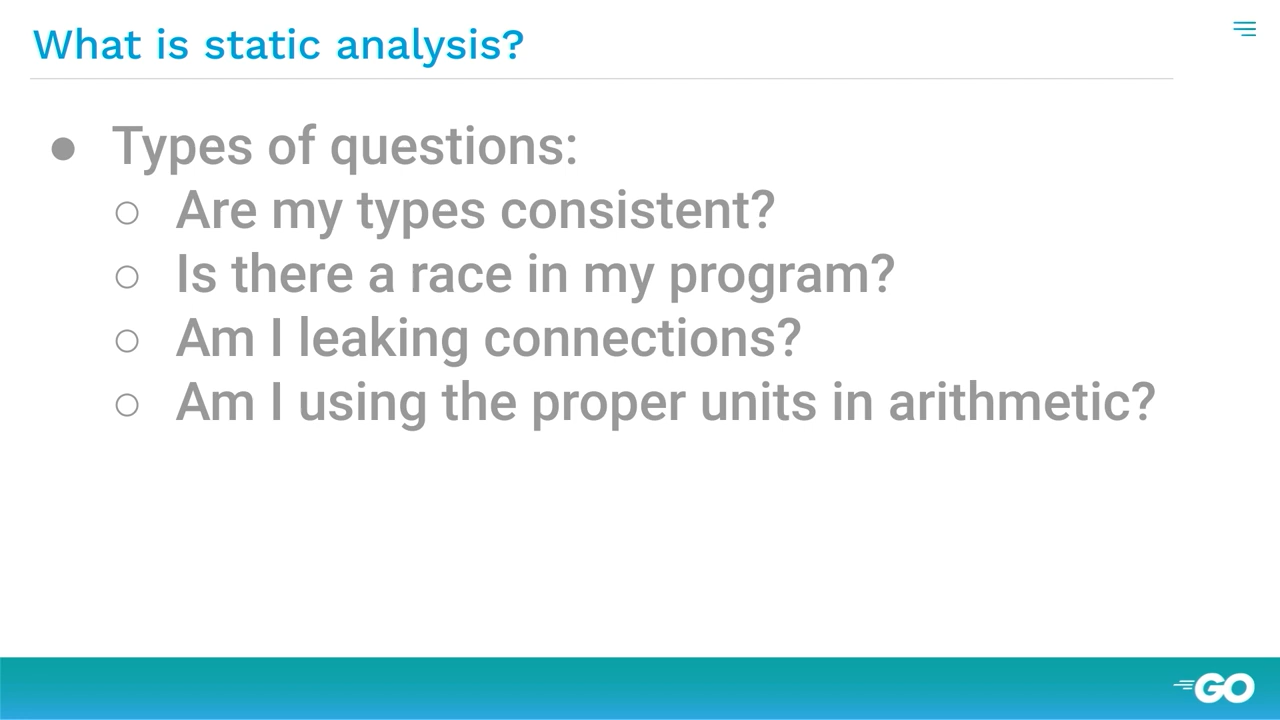 What is static analysis?
● Types of questions:
○ Are my types consistent?
○ Is there a race in my program?
○ Am I leaking connections?
○ Am I using the proper units in arithmetic?
GO